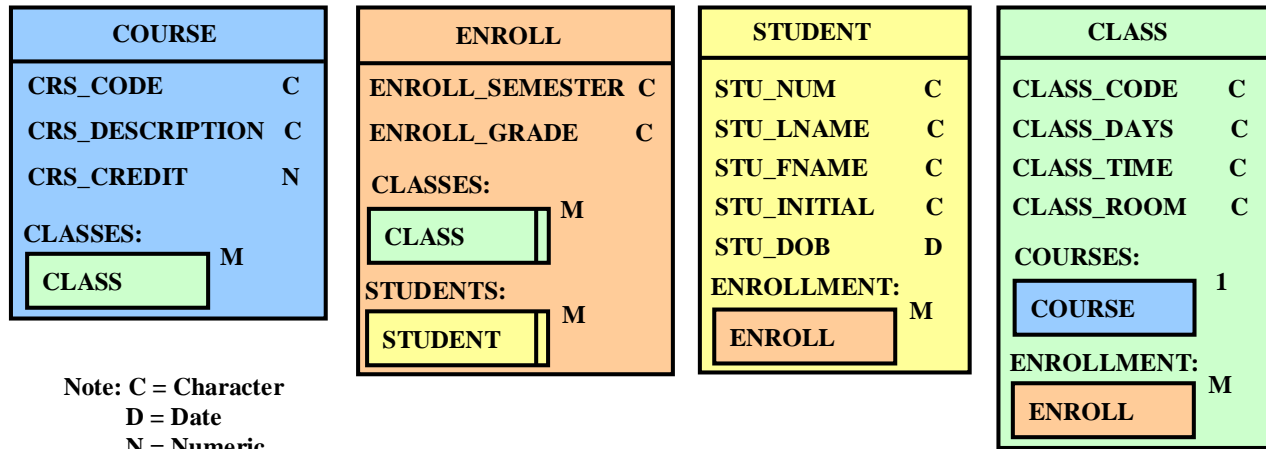 COURSE
CRS_CODE C
CRS_DESCRIPTION C
CRS_CREDIT N
CLASSES:
M
CLASS
ENROLL
ENROLL_SEMESTER C
ENROLL_GRADE C
CLASSES:
M
CLASS
STUDENTS:
M
STUDENT
STUDENT
STU_NUM C
STU_LNAME C
STU_FNAME C
STU_INITIAL C
STU_DOB D
ENROLLMENT:
M
ENROLL
CLASS
CLASS_CODE C
CLASS_DAYS C
CLASS_TIME C
CLASS_ROOM C
COURSES:
1
COURSE
ENROLLMENT:
M
ENROLL
Note: C = Character
D = Date
N = Numeric